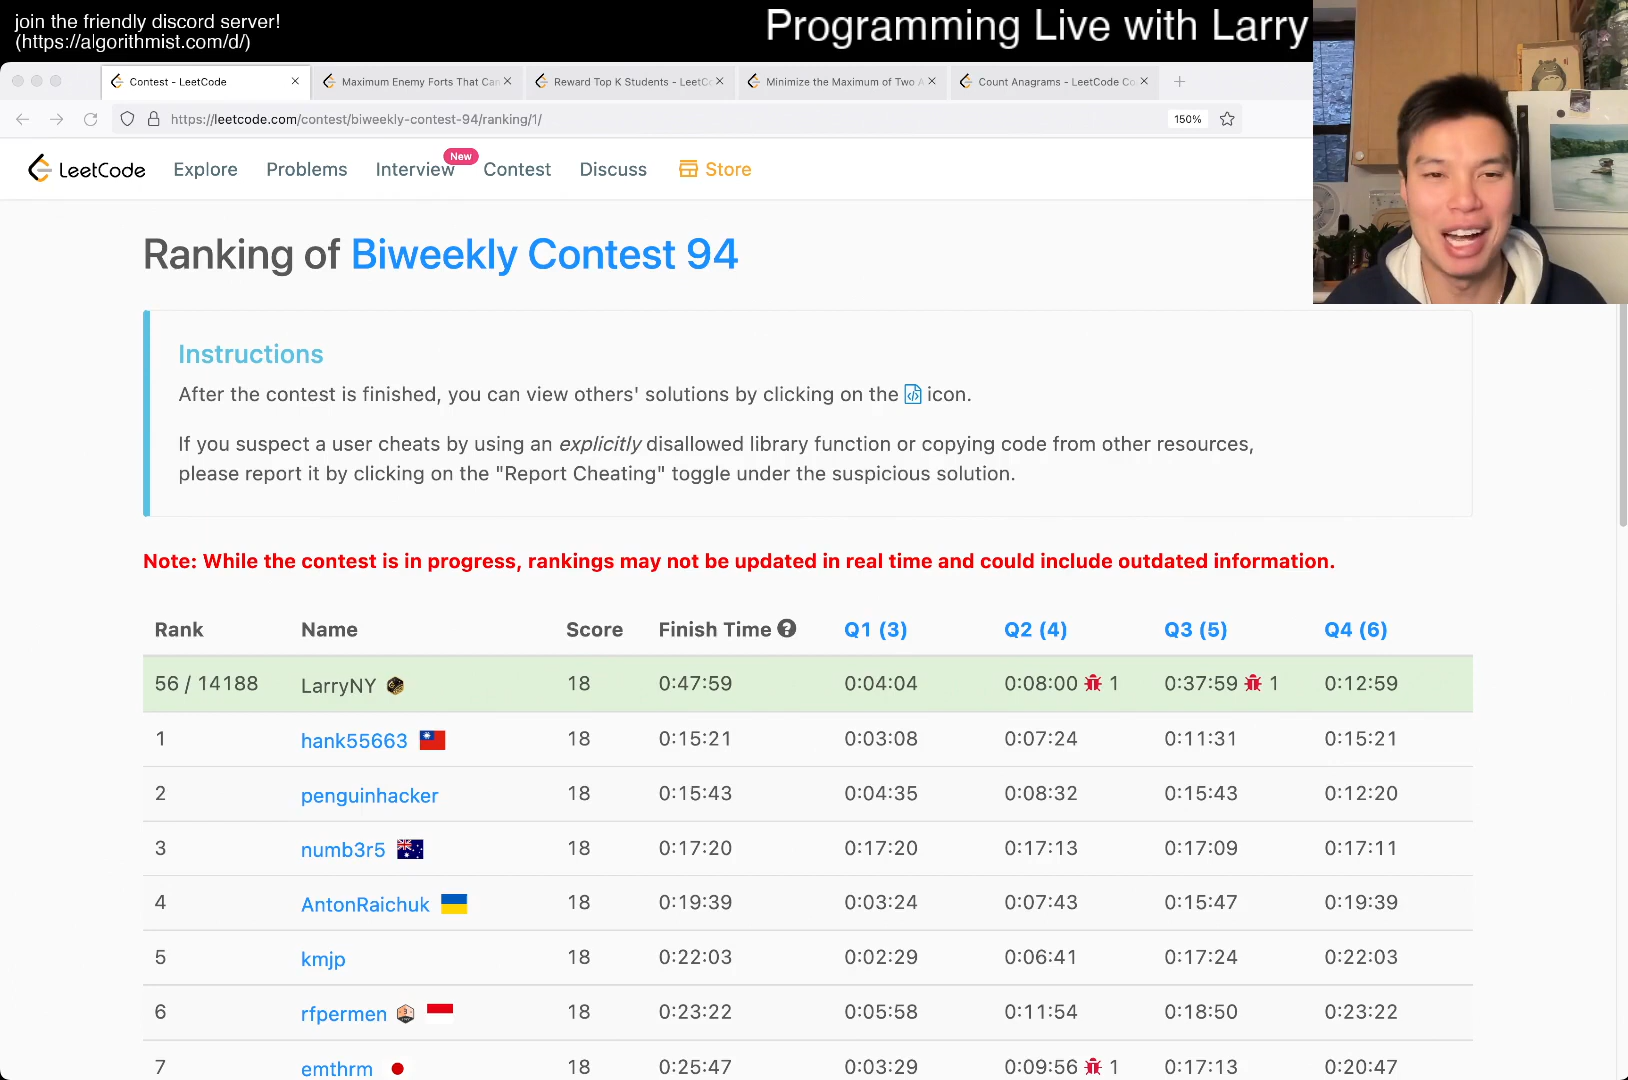 join the friendly discord server!
(https://algorithmist.com/d/)
Programming Live with Larry
Contest - LeetCode
Maximum Enemy Forts That Can
Reward Top K Students - LeetC
Minimize the Maximum of Two A
Count Anagrams - LeetCode Co
https://leetcode.com/contest/biweekly-contest-94/ranking/1/
150%
LeetCode Explore Problems Interview New Contest Discuss Store
Ranking of Biweekly Contest 94
Instructions
After the contest is finished, you can view others' solutions by clicking on the icon.
If you suspect a user cheats by using an explicitly disallowed library function or copying code from other resources,
please report it by clicking on the "Report Cheating" toggle under the suspicious solution.
Note: While the contest is in progress, rankings may not be updated in real time and could include outdated information.
Rank Name Score Finish Time Q1 (3) Q2 (4) Q3 (5) Q4 (6)
56 / 14188 LarryNY 18 0:47:59 0:04:04 0:08:00 1 0:37:59 1 0:12:59
1 hank55663 18 0:15:21 0:03:08 0:07:24 0:11:31 0:15:21
2 penguinhacker 18 0:15:43 0:04:35 0:08:32 0:15:43 0:12:20
3 numb3r5 18 0:17:20 0:17:20 0:17:13 0:17:09 0:17:11
4 AntonRaichuk 18 0:19:39 0:03:24 0:07:43 0:15:47 0:19:39
5 kmjp 18 0:22:03 0:02:29 0:06:41 0:17:24 0:22:03
6 rfpermen 18 0:23:22 0:05:58 0:11:54 0:18:50 0:23:22
7 emthrm 18 0:25:47 0:03:29 0:09:56 1 0:17:13 0:20:47